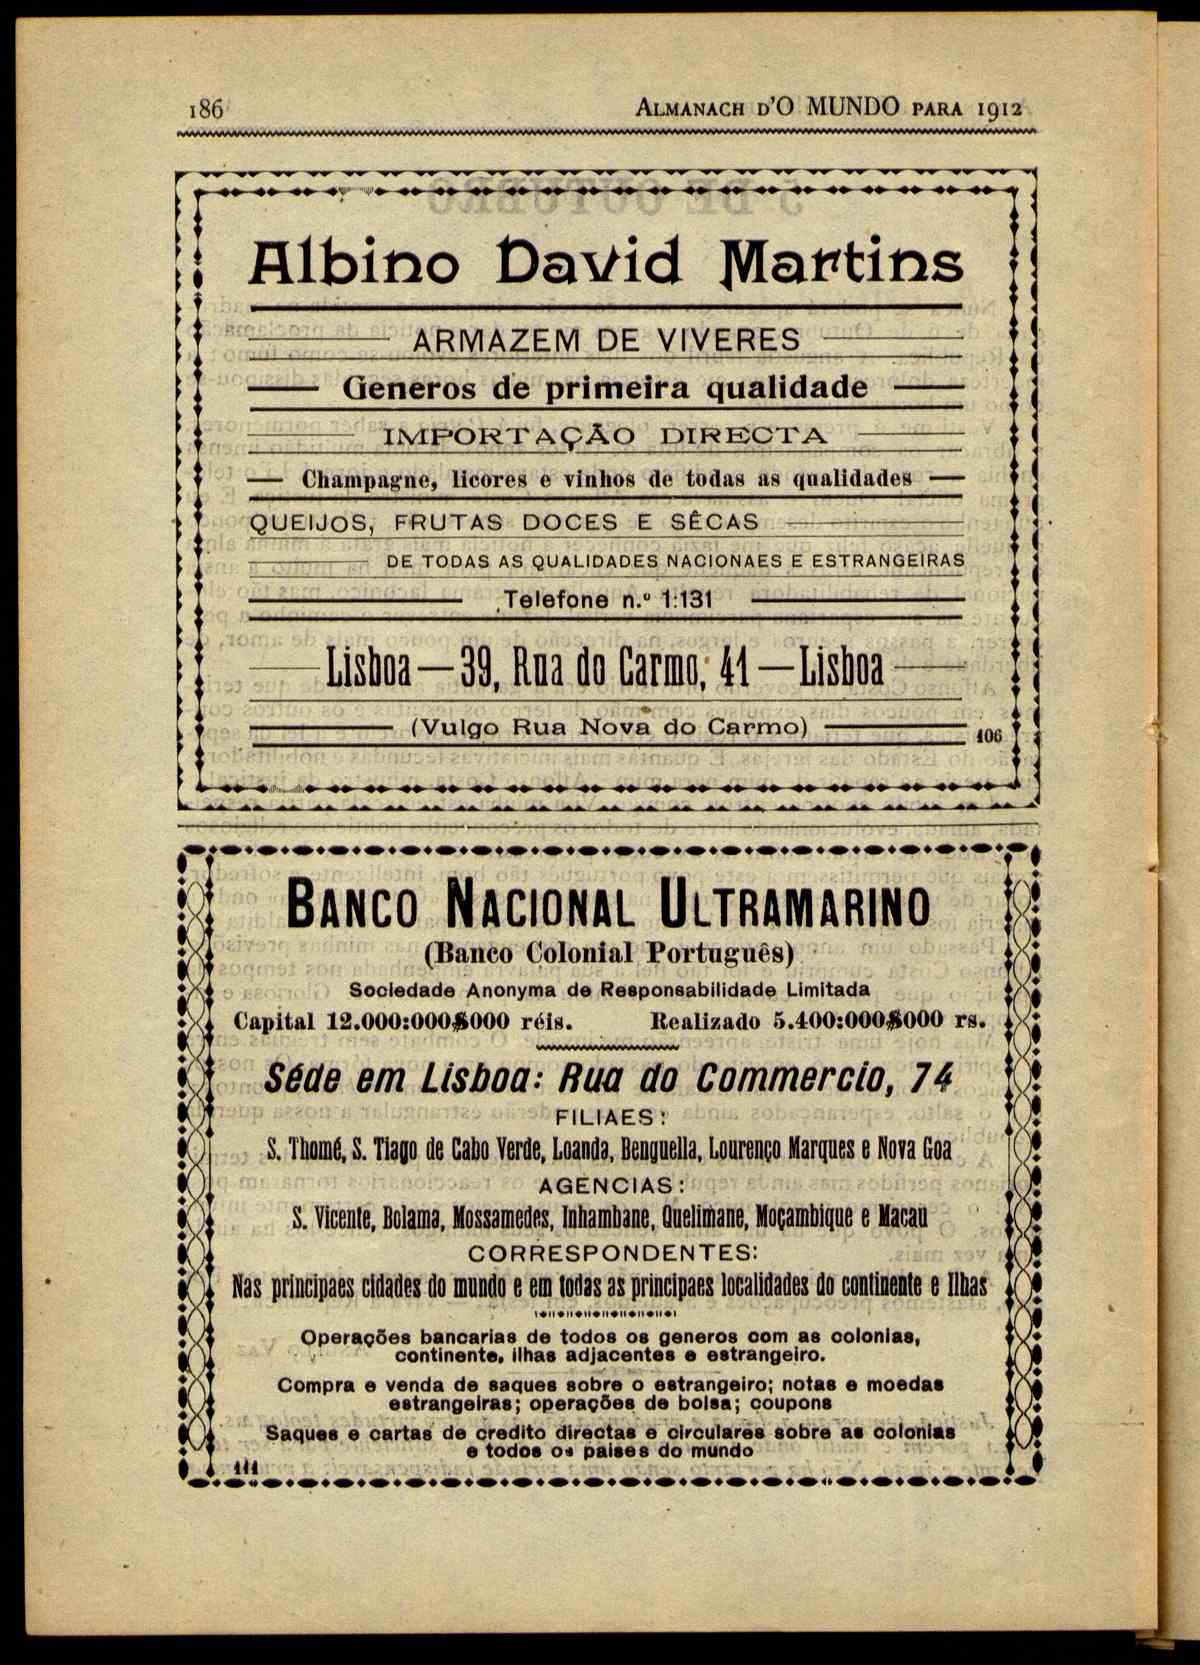 186
ALMANACH D'O MUNDO PARA 1912
Albino David Martins
ARMAZEM DE VIVERES
Generos de primeira qualidade
IMPORTAÇÃO DIRECTA
Champagne, licores e vinhos de todas as qualidades
QUEIJOS, FRUTAS DOCES E SÊCAS
DE TODAS AS QUALIDADES NACIONAES E ESTRANGEIRAS
Telefone n.º 1:131
Lisboa — 39, Rua do Carmo, 41 — Lisboa
(Vulgo Rua Nova do Carmo)
106
BANCO NACIONAL ULTRAMARINO
(Banco Colonial Português)
Sociedade Anonyma de Responsabilidade Limitada
Capital 12.000:000$000 réis. Realizado 5.400:000$000 rs.
Séde em Lisboa: Rua do Commercio, 74
FILIAES:
S. Thomé, S. Tiago de Cabo Verde, Loanda, Benguella, Lourenço Marques e Nova Goa
AGENCIAS:
S. Vicente, Bolama, Mossamedes, Inhambane, Quelimane, Moçambique e Macau
CORRESPONDENTES:
Nas principaes cidades do mundo e em todas as principaes localidades do continente e Ilhas
Operações bancarias de todos os generos com as colonias,
continente, ilhas adjacentes e estrangeiro.
Compra e venda de saques sobre o estrangeiro; notas e moedas
estrangeiras; operações de bolsa; coupons
Saques e cartas de credito directas e circulares sobre as colonias
e todos os paises do mundo
111